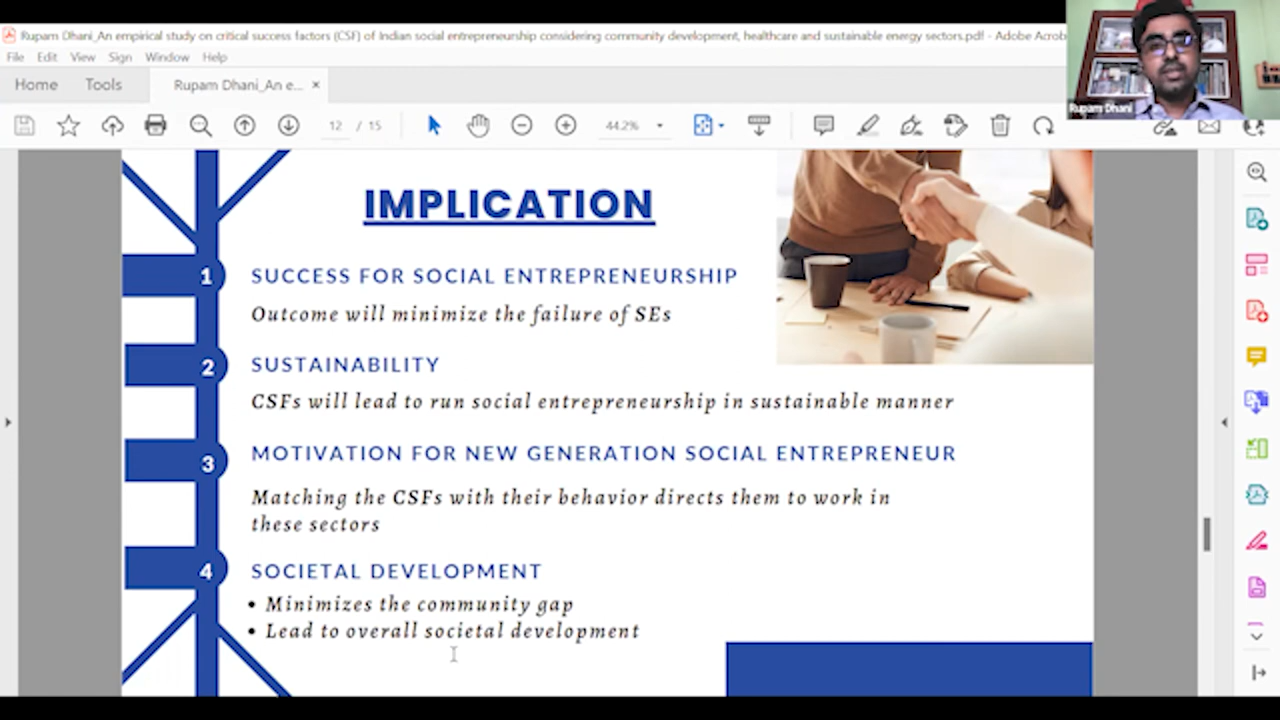 Rupam Dhani_An empirical study on critical success factors (CSF) of Indian social entrepreneurship considering community development, healthcare and sustainable energy sectors.pdf - Adobe Acrob
File Edit View Sign Window Help
Home Tools Rupam Dhani_An e... ×
12 / 15 44.2%
Rupam Dhani
IMPLICATION
1 SUCCESS FOR SOCIAL ENTREPRENEURSHIP
Outcome will minimize the failure of SEs
2 SUSTAINABILITY
CSFs will lead to run social entrepreneurship in sustainable manner
3 MOTIVATION FOR NEW GENERATION SOCIAL ENTREPRENEUR
Matching the CSFs with their behavior directs them to work in
these sectors
4 SOCIETAL DEVELOPMENT
• Minimizes the community gap
• Lead to overall societal development